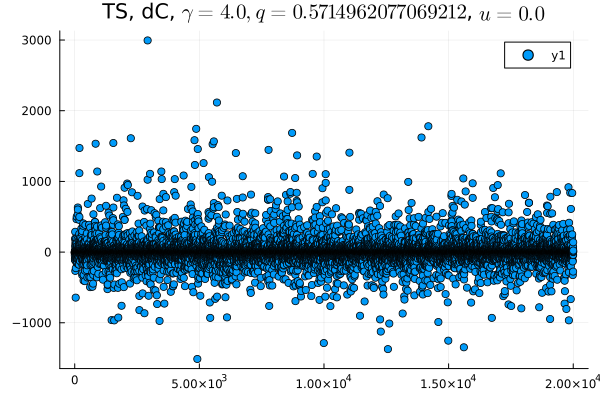 TS, dC, γ = 4.0, q = 0.5714962077069212, u = 0.0
y1
3000
2000
1000
0
−1000
0 5.00×10³ 1.00×10⁴ 1.50×10⁴ 2.00×10⁴